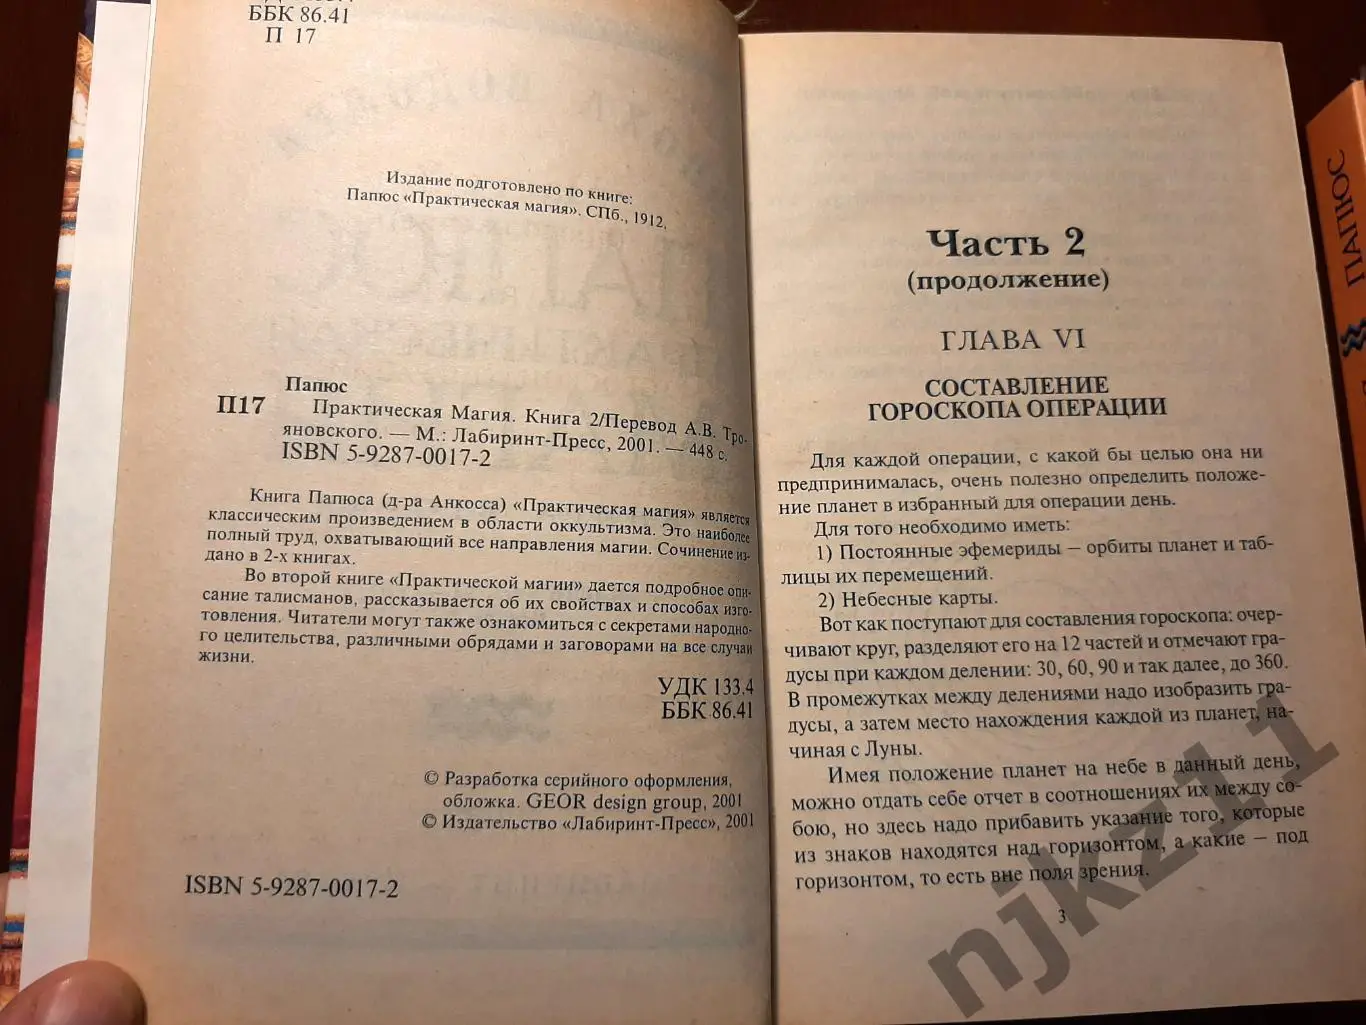 ББК 86.41
П 17
Издание подготовлено по книге:
Папюс «Практическая магия». СПб., 1912.
Папюс
П17
Практическая Магия. Книга 2/Перевод А.В. Тро-
яновского. — М.: Лабиринт-Пресс, 2001. — 448 с.
ISBN 5-9287-0017-2
Книга Папюса (д-ра Анкосса) «Практическая магия» является
классическим произведением в области оккультизма. Это наиболее
полный труд, охватывающий все направления магии. Сочинение из-
дано в 2-х книгах.
Во второй книге «Практической магии» дается подробное опи-
сание талисманов, рассказывается об их свойствах и способах изго-
товления. Читатели могут также ознакомиться с секретами народно-
го целительства, различными обрядами и заговорами на все случаи
жизни.
УДК 133.4
ББК 86.41
© Разработка серийного оформления,
обложка. GEOR design group, 2001
© Издательство «Лабиринт-Пресс», 2001
ISBN 5-9287-0017-2
Часть 2
(продолжение)
ГЛАВА VI
СОСТАВЛЕНИЕ
ГОРОСКОПА ОПЕРАЦИИ
Для каждой операции, с какой бы целью она ни
предпринималась, очень полезно определить положе-
ние планет в избранный для операции день.
Для того необходимо иметь:
1) Постоянные эфемериды – орбиты планет и таб-
лицы их перемещений.
2) Небесные карты.
Вот как поступают для составления гороскопа: очер-
чивают круг, разделяют его на 12 частей и отмечают гра-
дусы при каждом делении: 30, 60, 90 и так далее, до 360.
В промежутках между делениями надо изобразить гра-
дусы, а затем место нахождения каждой из планет, на-
чиная с Луны.
Имея положение планет на небе в данный день,
можно отдать себе отчет в соотношениях их между со-
бою, но здесь надо прибавить указание того, которые
из знаков находятся над горизонтом, а какие – под
горизонтом, то есть вне поля зрения.
3
ПАПЮС
njkz11